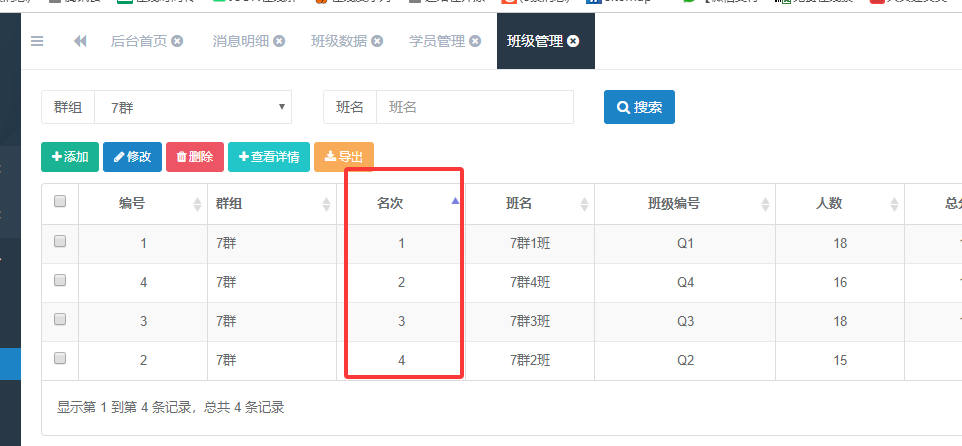 后台首页 消息明细 班级数据 学员管理 班级管理
群组 7群 班名 班名 搜索
添加 修改 删除 查看详情 导出
编号 群组 名次 班名 班级编号 人数
1 7群 1 7群1班 Q1 18
4 7群 2 7群4班 Q4 16
3 7群 3 7群3班 Q3 18
2 7群 4 7群2班 Q2 15
显示第 1 到第 4 条记录，总共 4 条记录